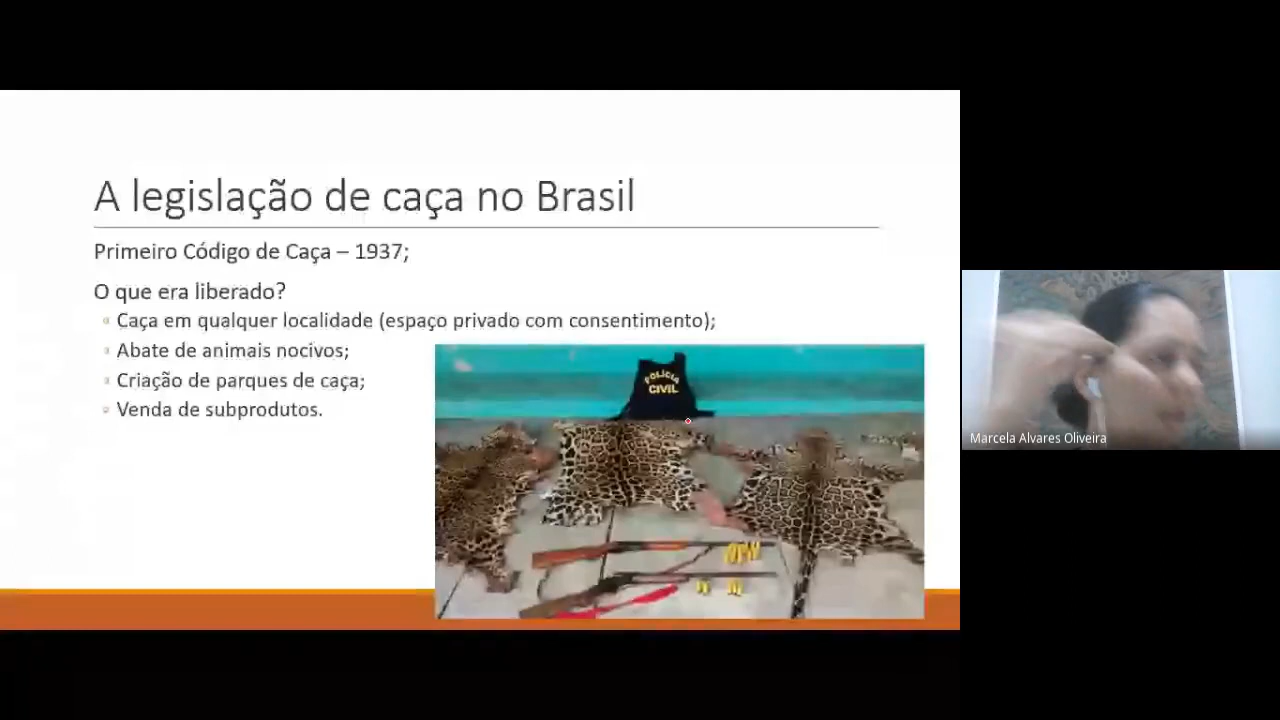 A legislação de caça no Brasil
Primeiro Código de Caça – 1937;
O que era liberado?
Caça em qualquer localidade (espaço privado com consentimento);
Abate de animais nocivos;
Criação de parques de caça;
Venda de subprodutos.
POLÍCIA
CIVIL
Marcela Alvares Oliveira